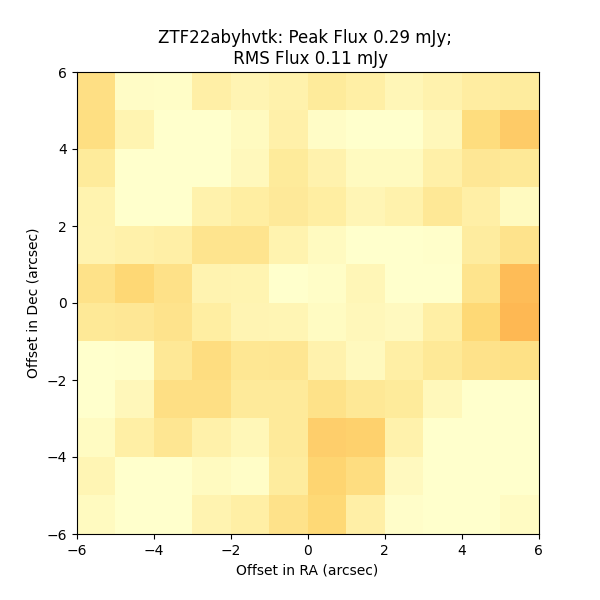 ZTF22abyhvtk: Peak Flux 0.29 mJy;
RMS Flux 0.11 mJy
6
4
2
0
−2
−4
−6
Offset in Dec (arcsec)
−6 −4 −2 0 2 4 6
Offset in RA (arcsec)